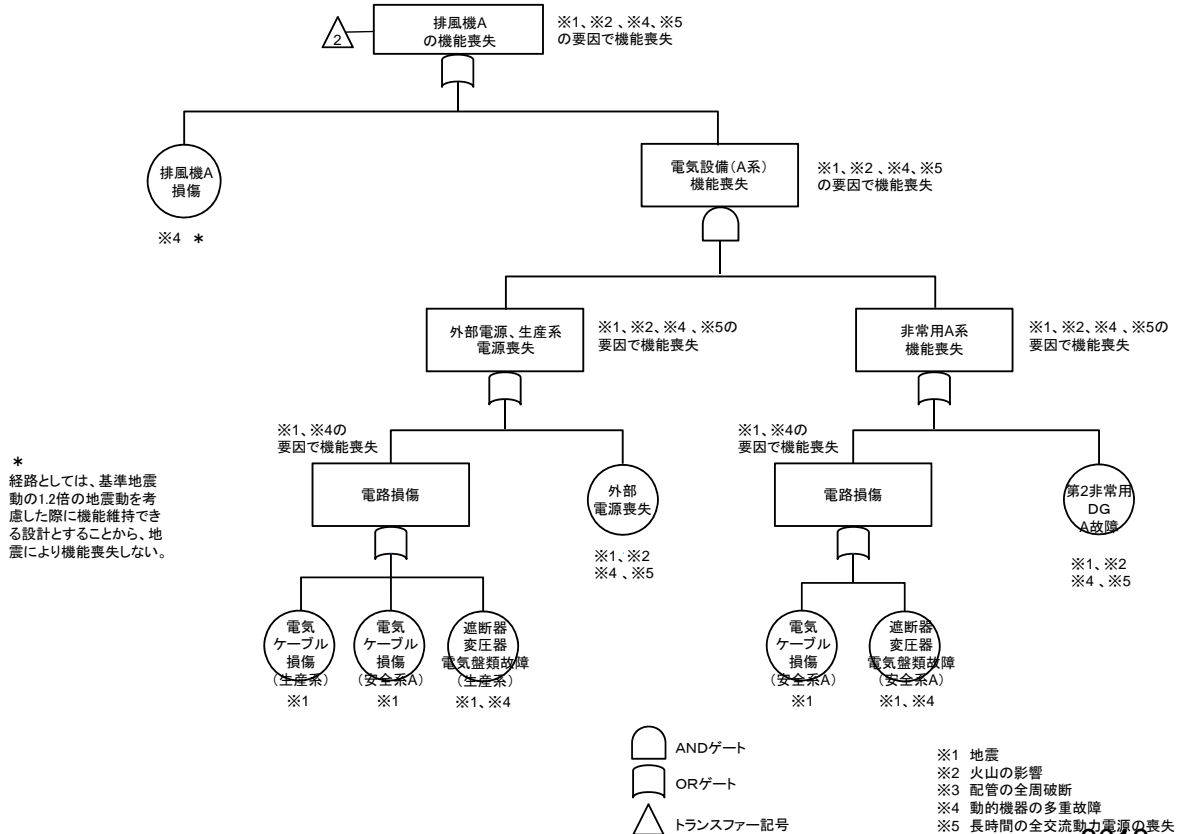 排風機A
の機能喪失
2
※1、※2 、※4、※5
の要因で機能喪失
排風機A
損傷
※4 *
電気設備(A系)
機能喪失
※1、※2 、※4、※5
の要因で機能喪失
外部電源、生産系
電源喪失
※1、※2、※4 、※5の
要因で機能喪失
非常用A系
機能喪失
※1、※2、※4 、※5の
要因で機能喪失
※1、※4の
要因で機能喪失
電路損傷
外部
電源喪失
※1、※2
※4 、※5
※1、※4の
要因で機能喪失
電路損傷
第2非常用
DG
A故障
※1、※2
※4 、※5
*
経路としては、基準地震
動の1.2倍の地震動を考
慮した際に機能維持でき
る設計とすることから、地
震により機能喪失しない。
電気
ケーブル
損傷
(生産系)
※1
電気
ケーブル
損傷
(安全系A)
※1
遮断器
変圧器
電気盤類故障
(生産系)
※1、※4
電気
ケーブル
損傷
(安全系A)
※1
遮断器
変圧器
電気盤類故障
(安全系A)
※1、※4
ANDゲート
ORゲート
トランスファー記号
※1 地震
※2 火山の影響
※3 配管の全周破断
※4 動的機器の多重故障
※5 長時間の全交流動力電源の喪失